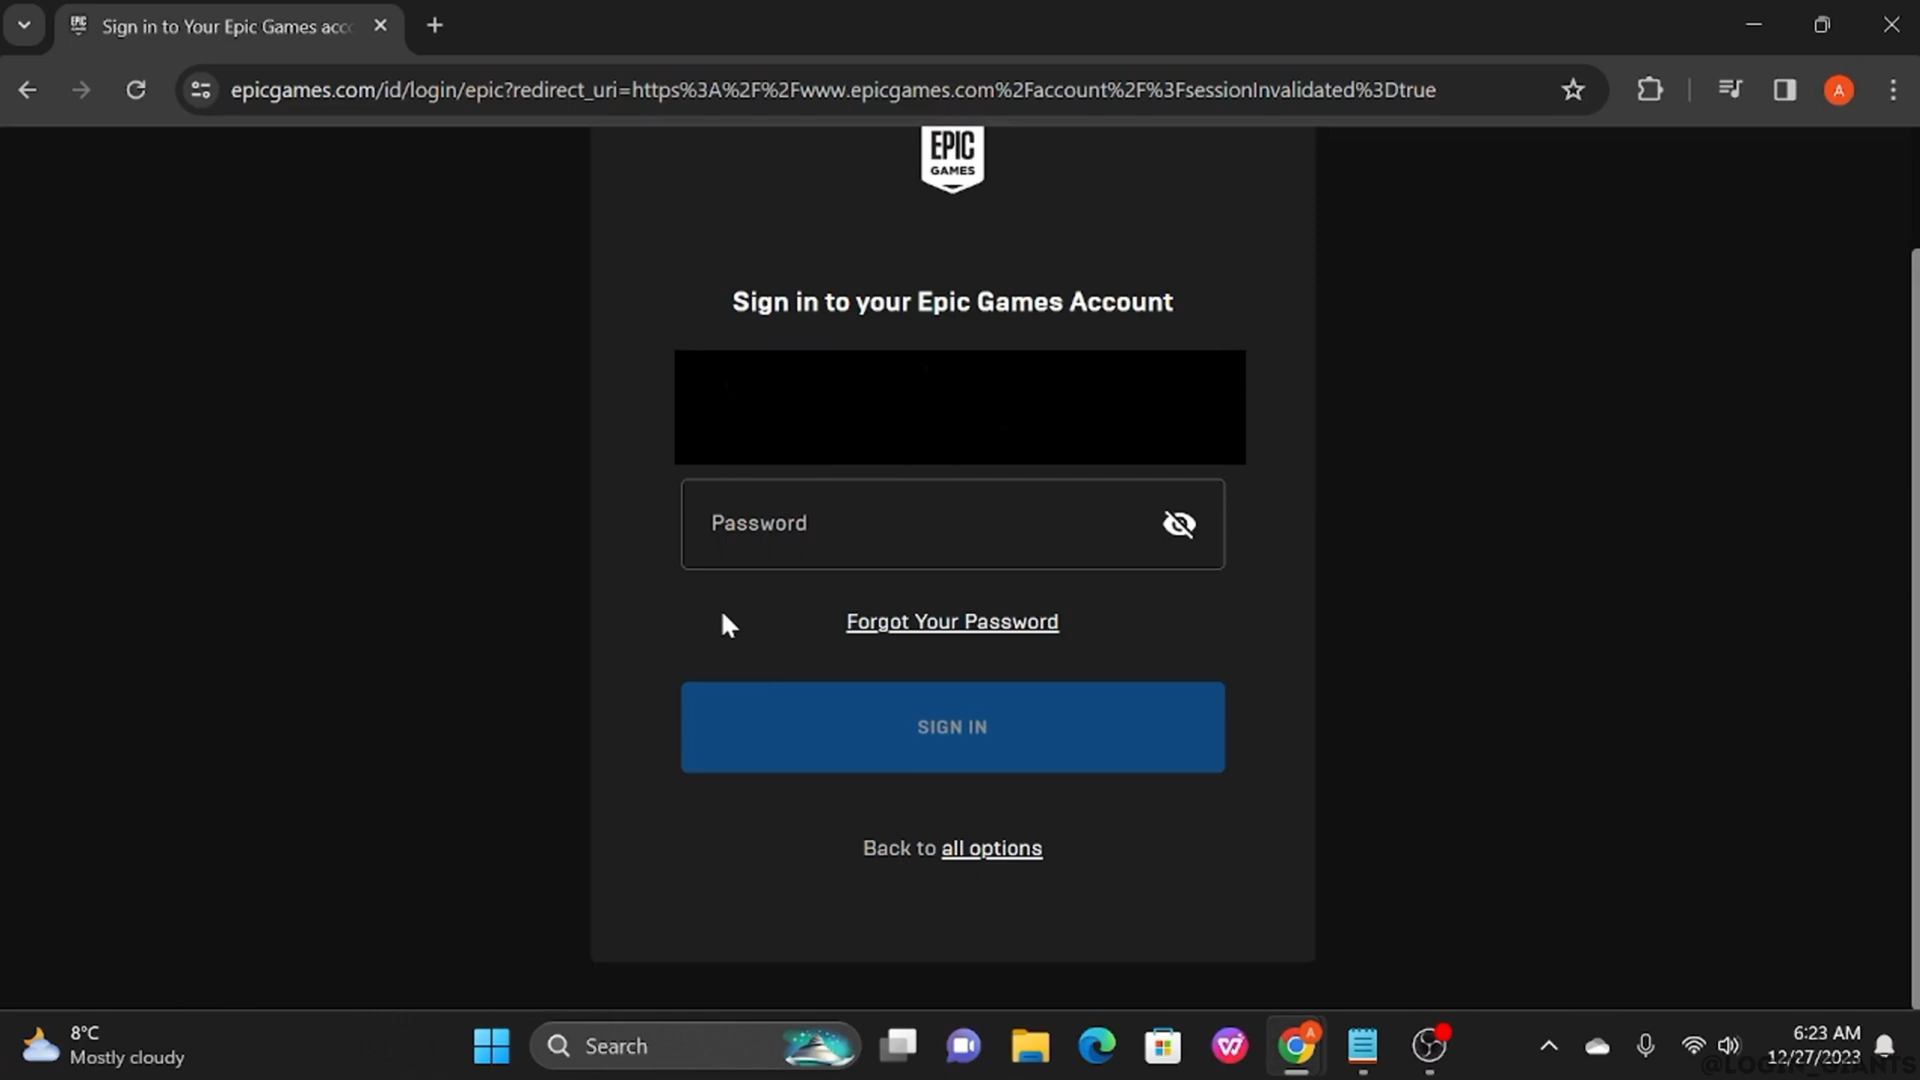 Sign in to Your Epic Games acc
epicgames.com/id/login/epic?redirect_uri=https%3A%2F%2Fwww.epicgames.com%2Faccount%2F%3FsessionInvalidated%3Dtrue
A
EPIC
GAMES
Sign in to your Epic Games Account
Password
Forgot Your Password
SIGN IN
Back to all options
8°C
Mostly cloudy
Search
A
6:23 AM
12/27/2023
@LOGIN_GIANTS